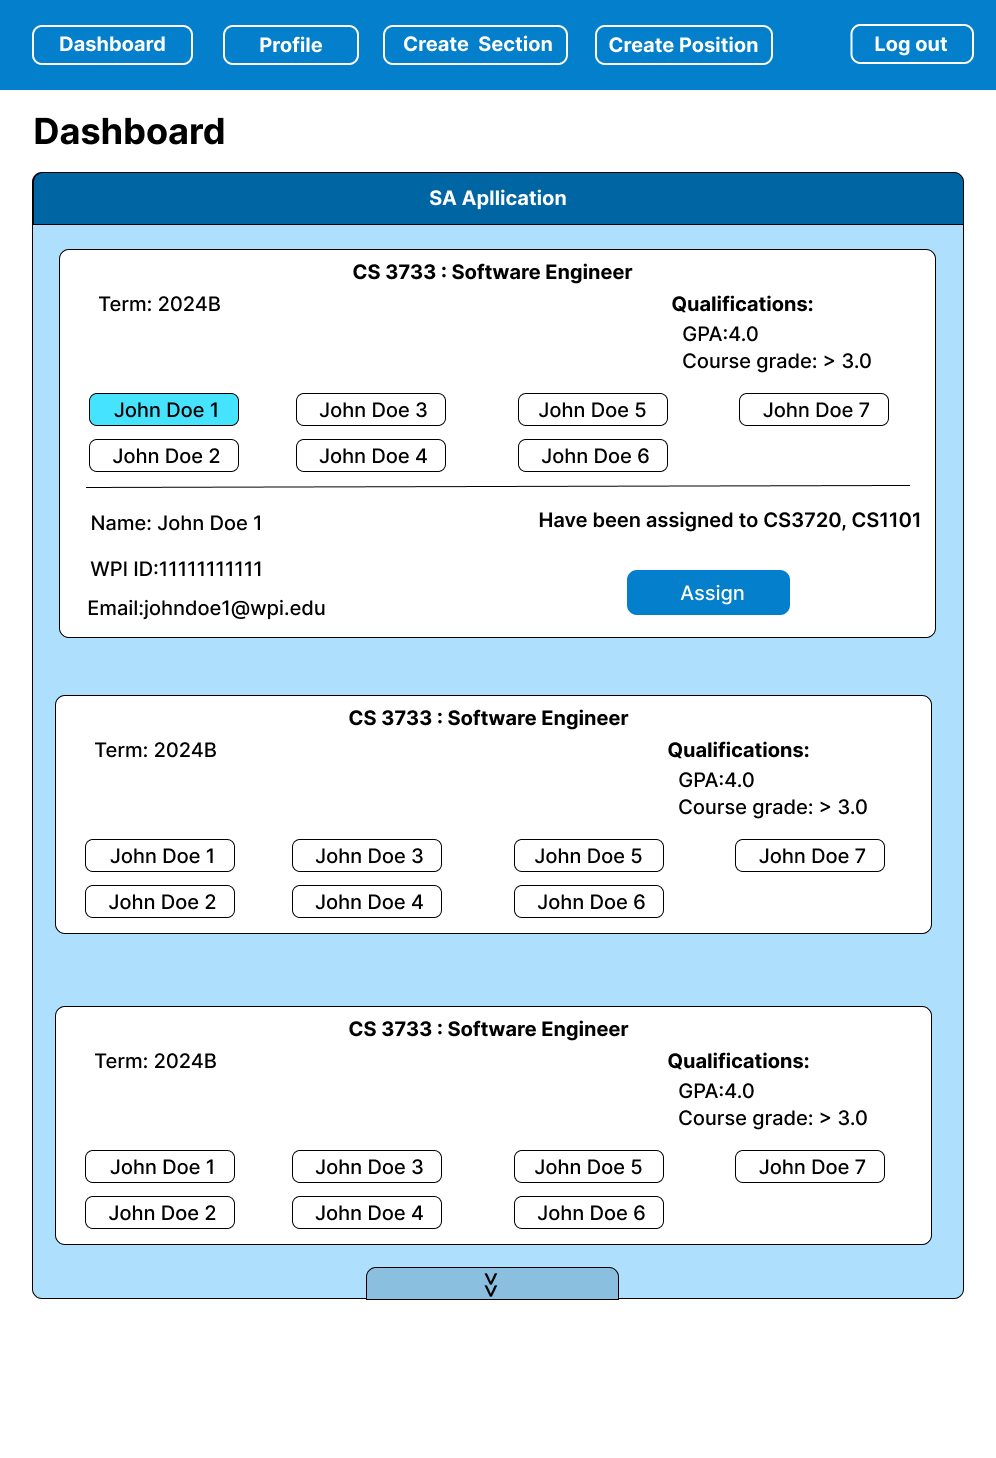 Dashboard
Profile
Create Section
Create Position
Log out
Dashboard
SA Apllication
CS 3733 : Software Engineer
Term: 2024B
Qualifications:
GPA:4.0
Course grade: > 3.0
John Doe 1
John Doe 3
John Doe 5
John Doe 7
John Doe 2
John Doe 4
John Doe 6
Name: John Doe 1
Have been assigned to CS3720, CS1101
WPI ID:11111111111
Assign
Email:johndoe1@wpi.edu
CS 3733 : Software Engineer
Term: 2024B
Qualifications:
GPA:4.0
Course grade: > 3.0
John Doe 1
John Doe 3
John Doe 5
John Doe 7
John Doe 2
John Doe 4
John Doe 6
CS 3733 : Software Engineer
Term: 2024B
Qualifications:
GPA:4.0
Course grade: > 3.0
John Doe 1
John Doe 3
John Doe 5
John Doe 7
John Doe 2
John Doe 4
John Doe 6